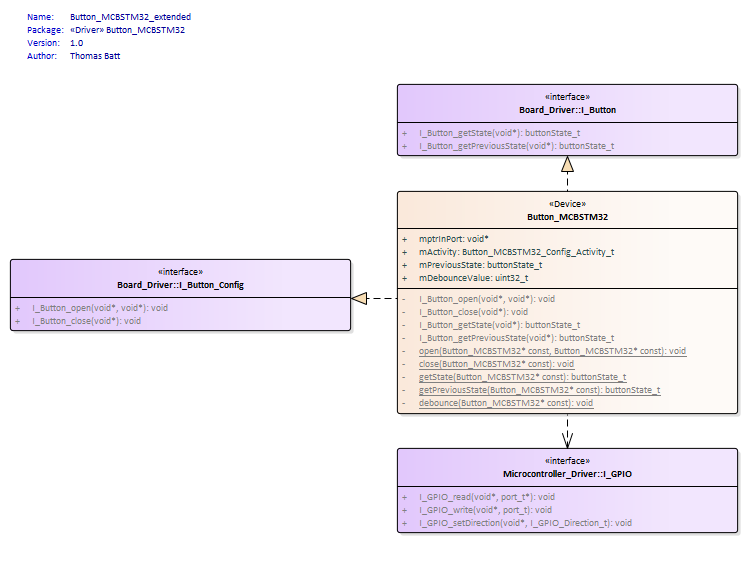 Name: Button_MCBSTM32_extended
Package: «Driver» Button_MCBSTM32
Version: 1.0
Author: Thomas Batt
«interface»
Board_Driver::I_Button
+ I_Button_getState(void*): buttonState_t
+ I_Button_getPreviousState(void*): buttonState_t
«Device»
Button_MCBSTM32
+ mptrInPort: void*
+ mActivity: Button_MCBSTM32_Config_Activity_t
+ mPreviousState: buttonState_t
+ mDebounceValue: uint32_t
- I_Button_open(void*, void*): void
- I_Button_close(void*): void
- I_Button_getState(void*): buttonState_t
- I_Button_getPreviousState(void*): buttonState_t
- open(Button_MCBSTM32* const, Button_MCBSTM32* const): void
- close(Button_MCBSTM32* const): void
- getState(Button_MCBSTM32* const): buttonState_t
- getPreviousState(Button_MCBSTM32* const): buttonState_t
- debounce(Button_MCBSTM32* const): void
«interface»
Board_Driver::I_Button_Config
+ I_Button_open(void*, void*): void
+ I_Button_close(void*): void
«interface»
Microcontroller_Driver::I_GPIO
+ I_GPIO_read(void*, port_t*): void
+ I_GPIO_write(void*, port_t): void
+ I_GPIO_setDirection(void*, I_GPIO_Direction_t): void